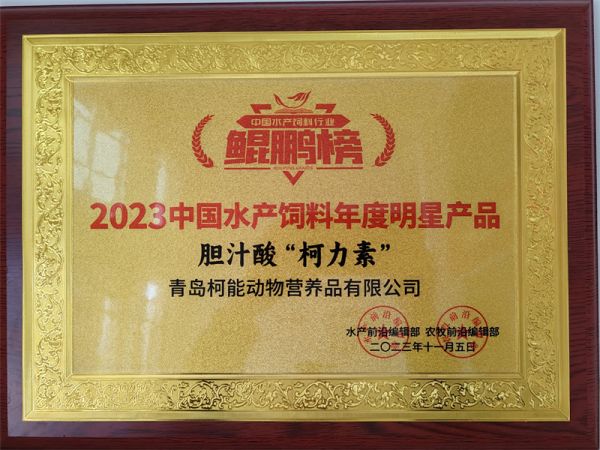 中国水产饲料行业
鲲鹏榜
2023中国水产饲料年度明星产品
胆汁酸“柯力素”
青岛柯能动物营养品有限公司
水产前沿编辑部 农牧前沿编辑部
二〇二三年十一月五日